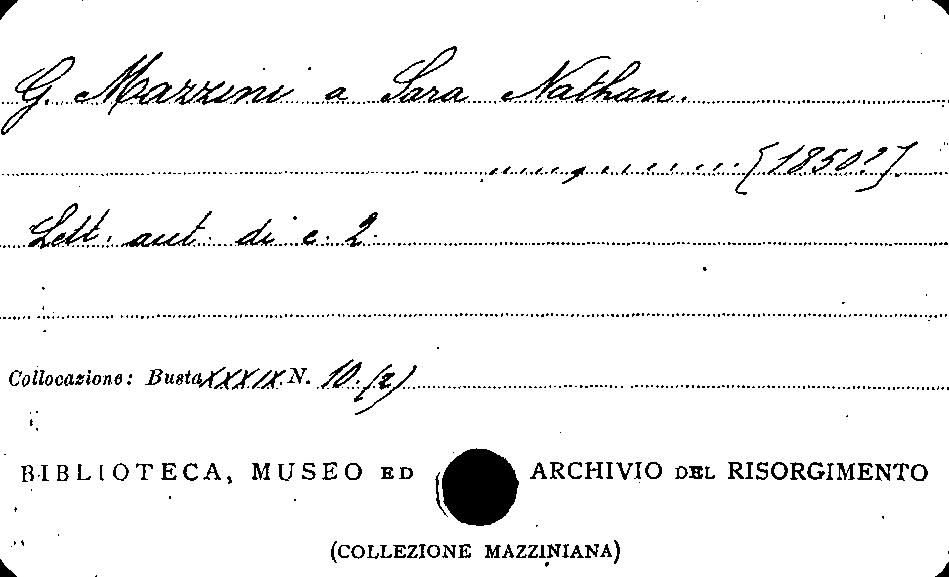 G. Mazzini a Sara Nathan.
......., ........ [1850?].
Lett. aut. di c. 2.
Collocazione: Busta XXXIX N. 10. (2)
BIBLIOTECA, MUSEO ED ARCHIVIO DEL RISORGIMENTO
(COLLEZIONE MAZZINIANA)